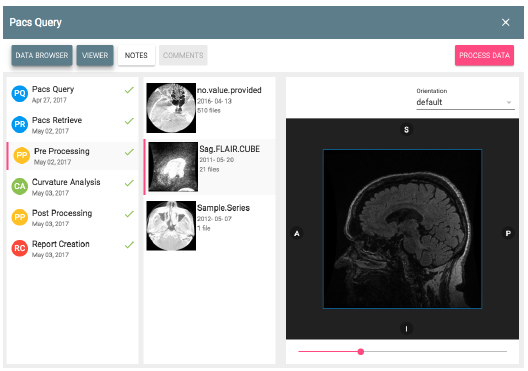 Pacs Query
DATA BROWSER
VIEWER
NOTES
COMMENTS
PROCESS DATA
PQ
Pacs Query
Apr 27, 2017
PR
Pacs Retrieve
May 02, 2017
PP
Pre Processing
May 02, 2017
CA
Curvature Analysis
May 03, 2017
PP
Post Processing
May 03, 2017
RC
Report Creation
May 03, 2017
no.value.provided
2016- 04- 13
510 files
Sag.FLAIR.CUBE
2011- 05- 20
21 files
Sample.Series
2012- 05- 07
1 file
Orientation
default
S
A
P
I